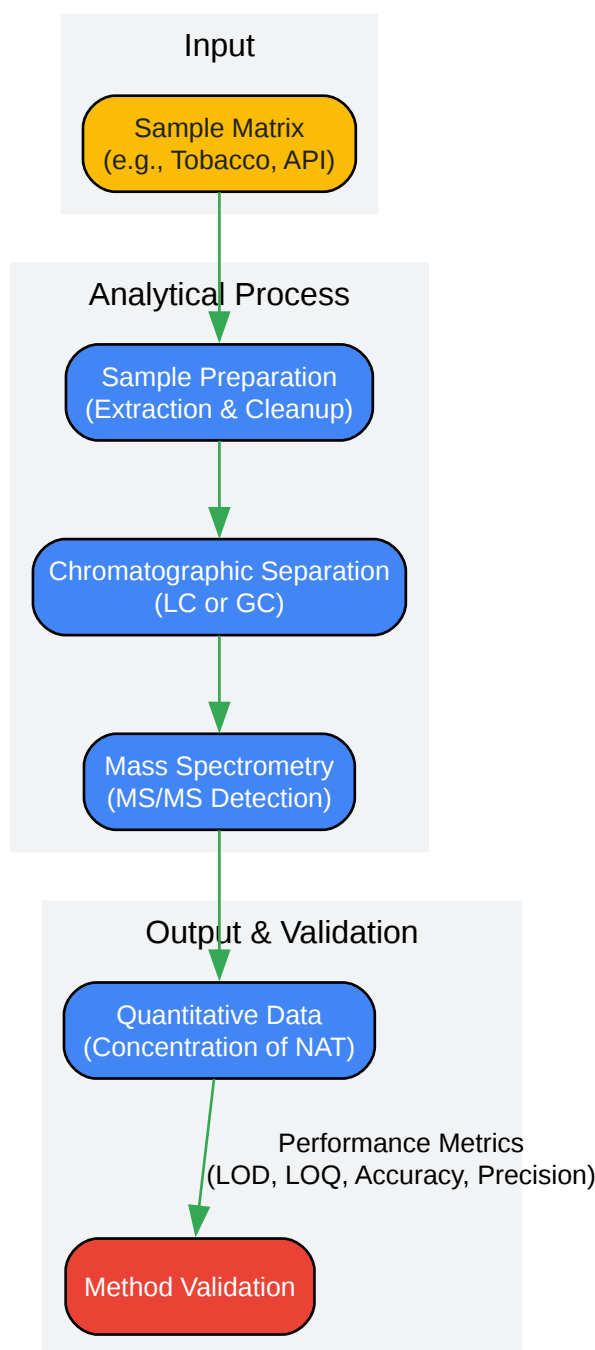 Input
Sample Matrix
(e.g., Tobacco, API)
Analytical Process
Sample Preparation
(Extraction & Cleanup)
Chromatographic Separation
(LC or GC)
Mass Spectrometry
(MS/MS Detection)
Output & Validation
Quantitative Data
(Concentration of NAT)
Performance Metrics
(LOD, LOQ, Accuracy, Precision)
Method Validation